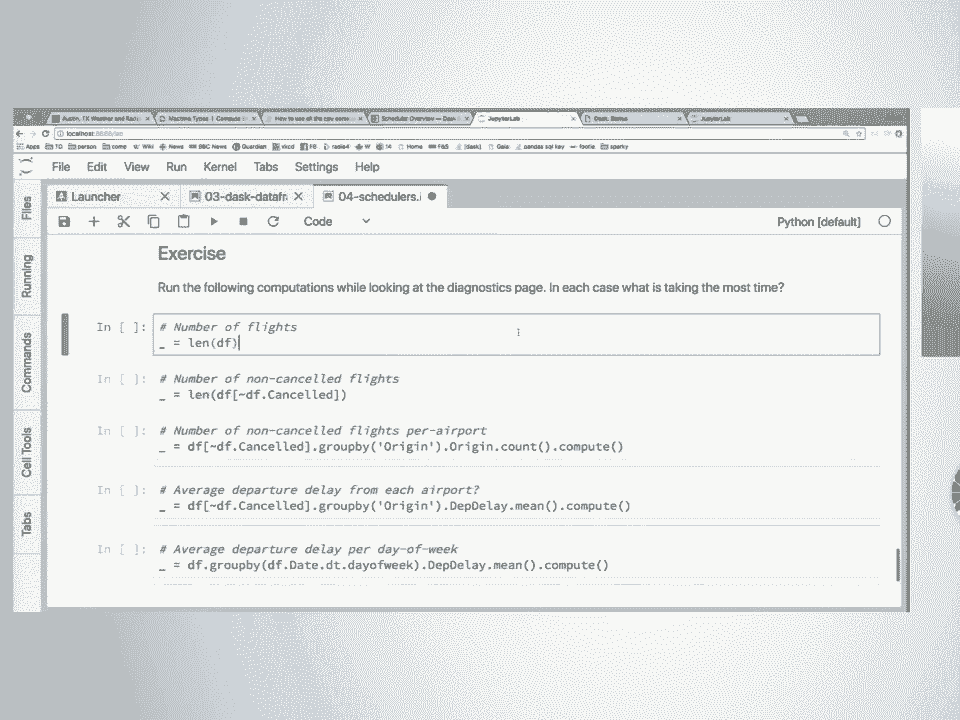 Austin, TX Weather and Rada
Machine Types | Compute E
How to use all the cpu
Scheduler Overview — Dask
JupyterLab
Dask: Status
JupyterLab
localhost:8888/lab
Apps TD person comp Wiki News BBC News Guardian xkcd FB radio4 W Home F&S [dask] Gala pandas sql key footie sparky
File Edit View Run Kernel Tabs Settings Help
Files
Running
Commands
Cell Tools
Tabs
Launcher 03-dask-datafr 04-schedulers.i
Code Python [default]
Exercise
Run the following computations while looking at the diagnostics page. In each case what is taking the most time?
In [ ]: # Number of flights
_ = len(df)
In [ ]: # Number of non-cancelled flights
_ = len(df[~df.Cancelled])
In [ ]: # Number of non-cancelled flights per-airport
_ = df[~df.Cancelled].groupby('Origin').Origin.count().compute()
In [ ]: # Average departure delay from each airport?
_ = df[~df.Cancelled].groupby('Origin').DepDelay.mean().compute()
In [ ]: # Average departure delay per day-of-week
_ = df.groupby(df.Date.dt.dayofweek).DepDelay.mean().compute()